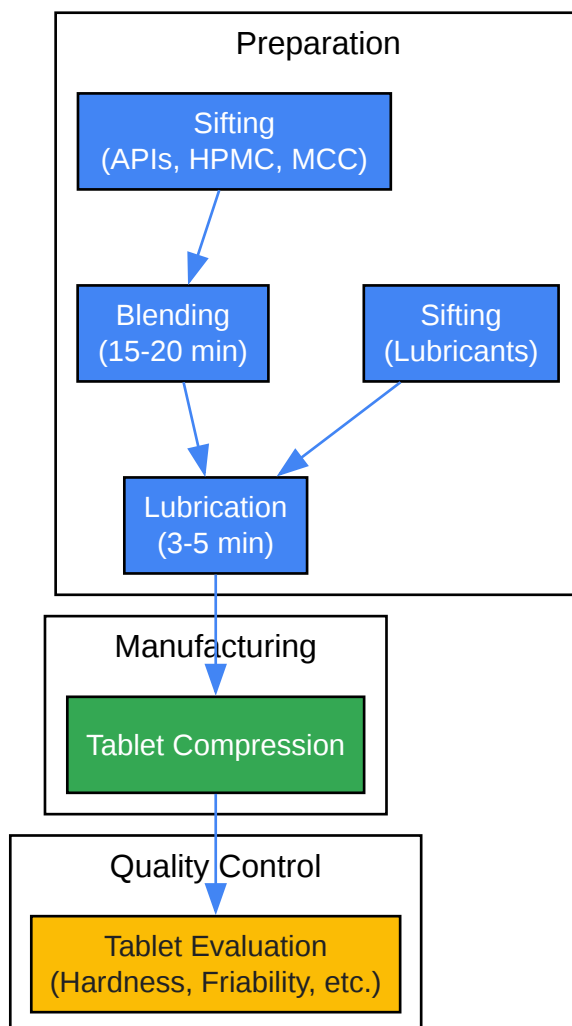 Preparation
Sifting
(APIs, HPMC, MCC)
Blending
(15-20 min)
Sifting
(Lubricants)
Lubrication
(3-5 min)
Manufacturing
Tablet Compression
Quality Control
Tablet Evaluation
(Hardness, Friability, etc.)